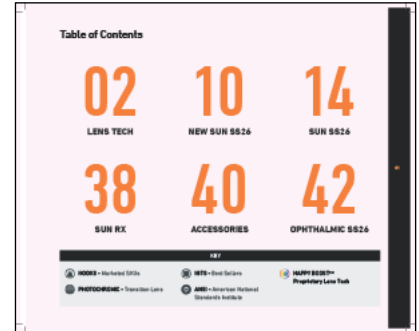 Table of Contents
02 10 14
LENS TECH NEW SUN SS26 SUN SS26
38 40 42
SUN RX ACCESSORIES OPHTHALMIC SS26
KEY
HOOKS - Marketed SKUs HITS - Best Sellers HAPPY BOOST™
Proprietary Lens Tech
PHOTOCHROMIC - Transition Lens ANSI - American National
Standards Institute